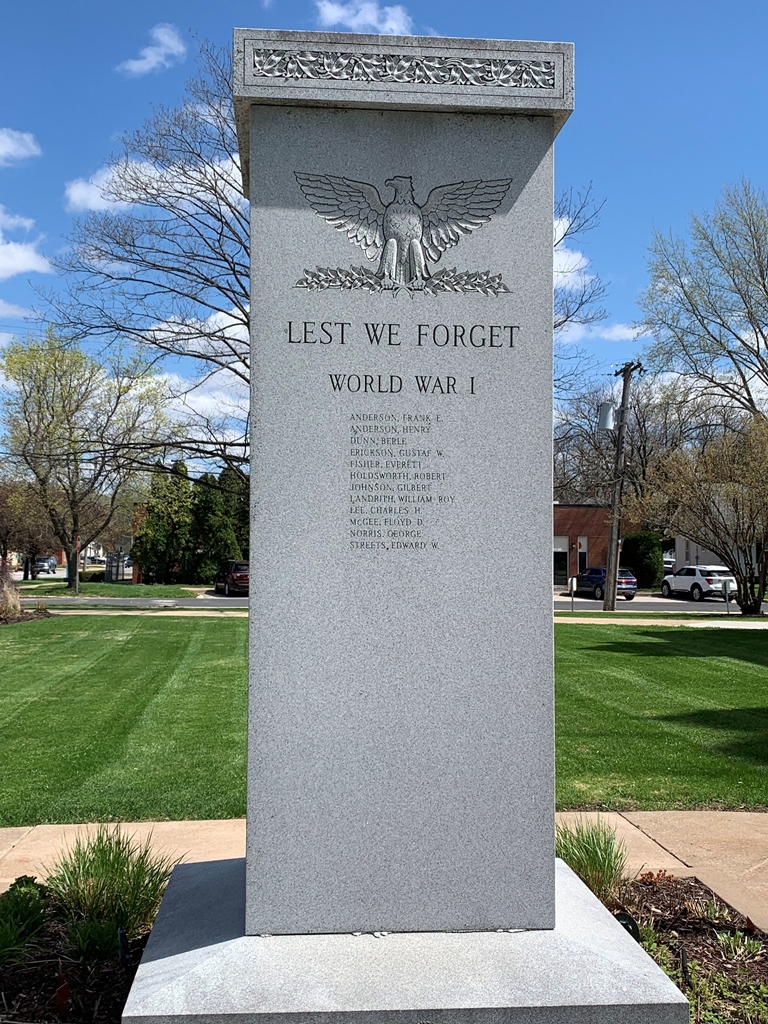 LEST WE FORGET
WORLD WAR I
ANDERSON, FRANK E.
ANDERSON, HENRY
DUNN, BERLE
ERICKSON, GUSTAF W.
FISHER, EVERETT
HOLDSWORTH, ROBERT
JOHNSON, GILBERT
LANDRITH, WILLIAM ROY
LEE, CHARLES H.
McGEE, FLOYD D.
NORRIS, GEORGE
STREETS, EDWARD W.